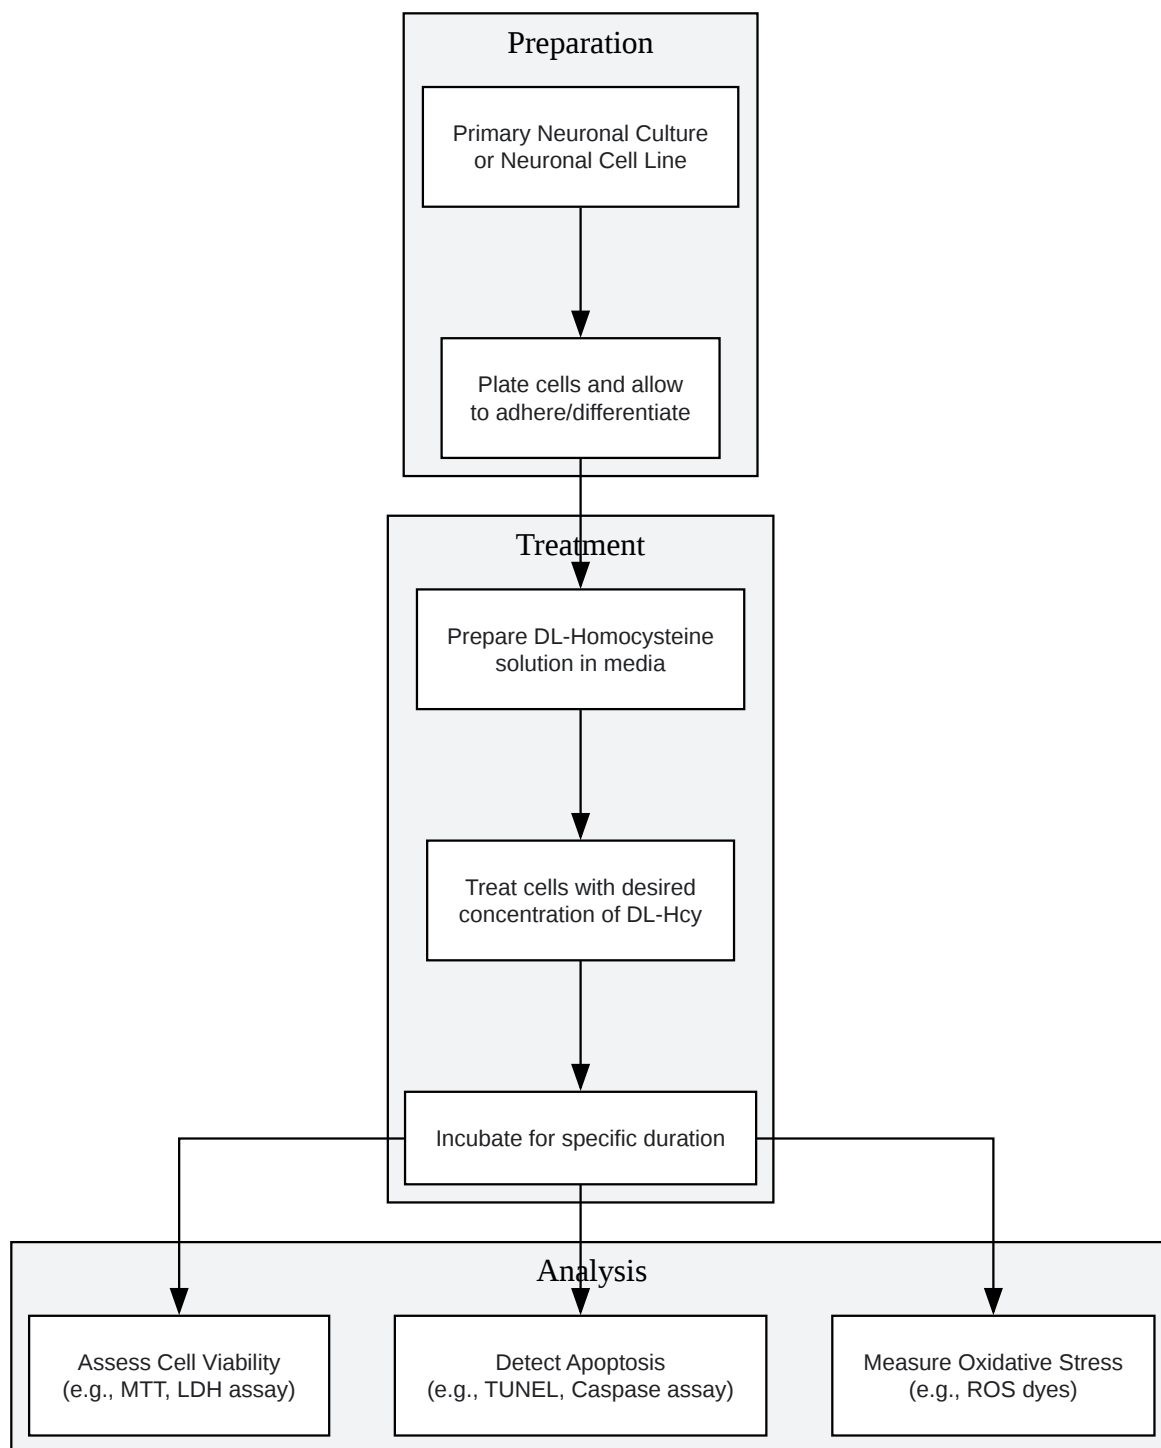 Preparation
Primary Neuronal Culture
or Neuronal Cell Line
Plate cells and allow
to adhere/differentiate
Treatment
Prepare DL-Homocysteine
solution in media
Treat cells with desired
concentration of DL-Hcy
Incubate for specific duration
Analysis
Assess Cell Viability
(e.g., MTT, LDH assay)
Detect Apoptosis
(e.g., TUNEL, Caspase assay)
Measure Oxidative Stress
(e.g., ROS dyes)